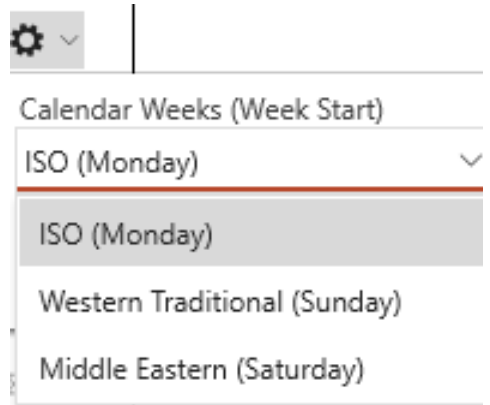 Calendar Weeks (Week Start)
ISO (Monday)
ISO (Monday)
Western Traditional (Sunday)
Middle Eastern (Saturday)